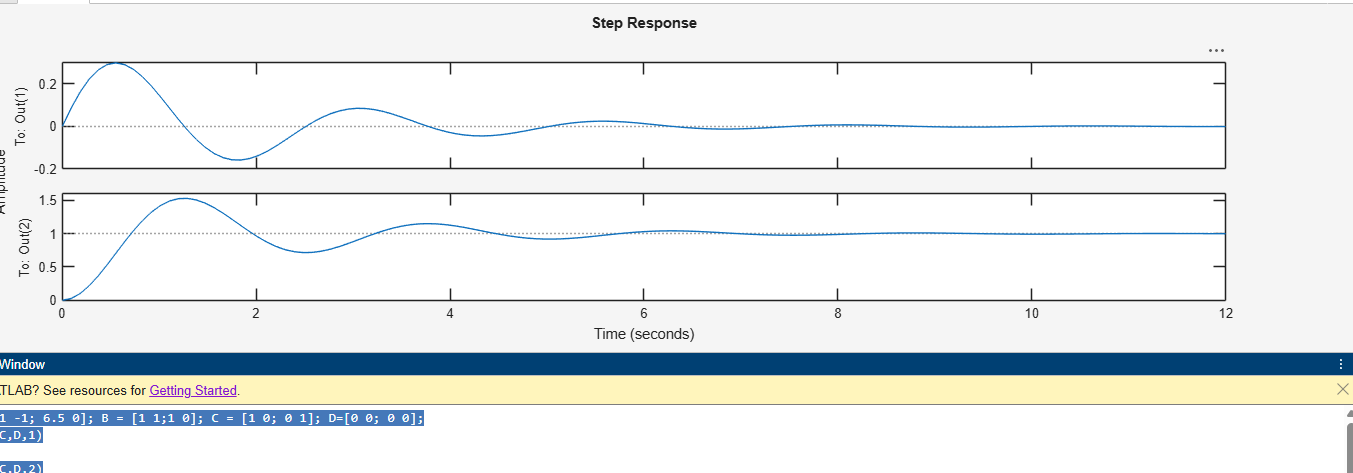 Step Response
0.2
0
-0.2
To: Out(1)
Amplitude
1.5
1
0.5
0
To: Out(2)
0 2 4 6 8 10 12
Time (seconds)
Window
TLAB? See resources for Getting Started.
1 -1; 6.5 0]; B = [1 1;1 0]; C = [1 0; 0 1]; D=[0 0; 0 0];
C,D,1)
C,D,2)